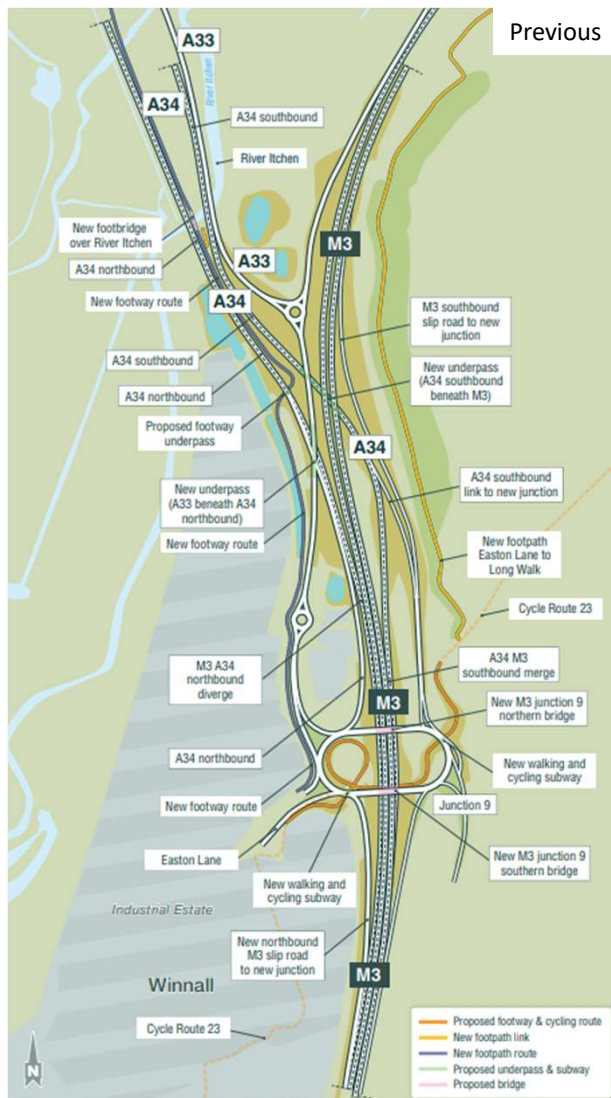 Previous
A33
A34
A34 southbound
River Itchen
River Itchen
New footbridge
over River Itchen
M3
A34 northbound
A33
New footway route
A34
M3 southbound
slip road to new
junction
A34 southbound
New underpass
(A34 southbound
beneath M3)
A34 northbound
Proposed footway
underpass
A34
A34 southbound
link to new junction
New underpass
(A33 beneath A34
northbound)
New footway route
New footpath
Easton Lane to
Long Walk
Cycle Route 23
M3 A34
northbound
diverge
A34 M3
southbound merge
M3
New M3 junction 9
northern bridge
A34 northbound
New walking and
cycling subway
New footway route
Junction 9
Easton Lane
New M3 junction 9
southern bridge
New walking and
cycling subway
Industrial Estate
New northbound
M3 slip road
to new junction
M3
Winnall
Cycle Route 23
N
Proposed footway & cycling route
New footpath link
New footpath route
Proposed underpass & subway
Proposed bridge